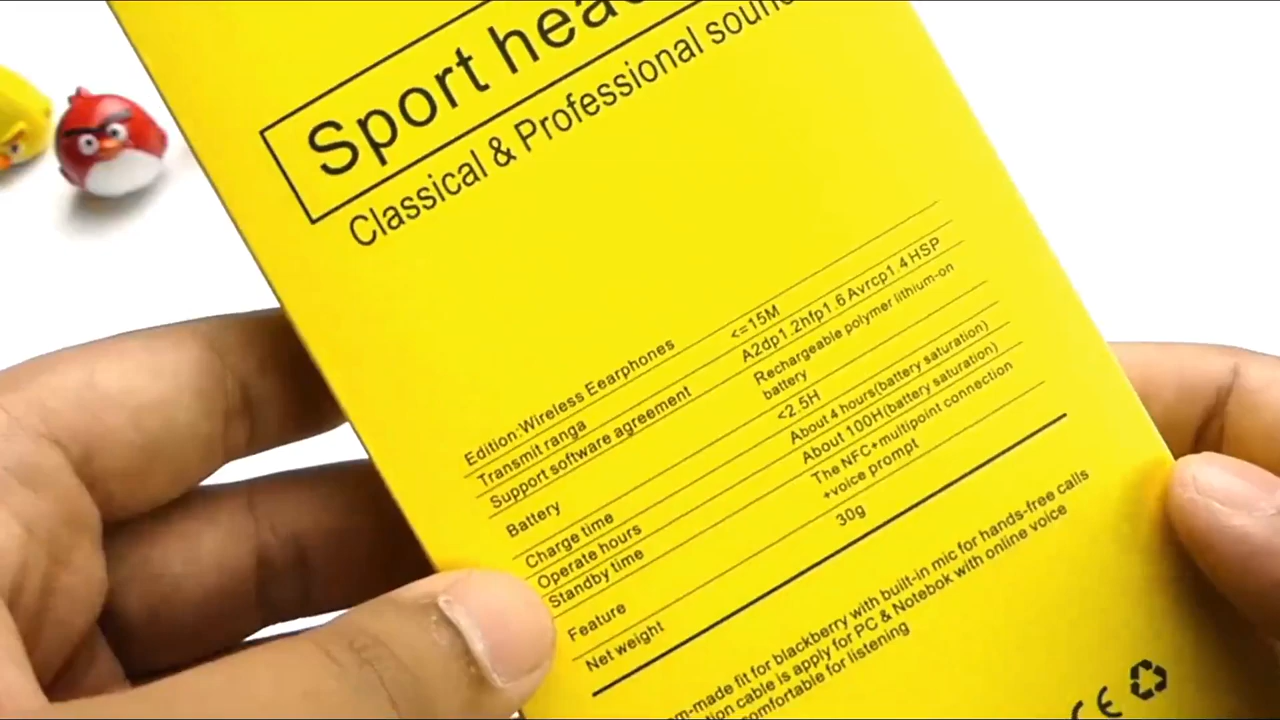 Sport
Classical & Professional sound
Edition:Wireless Eearphones
Transmit ranga <=15M
Support software agreement A2dp1.2hfp1.6 Avrcp1.4 HSP
Battery Rechargeable polymer lithium-on
battery
Charge time <2.5H
Operate hours About 4 hours(battery saturation)
Standby time About 100H(battery saturation)
Feature The NFC+multipoint connection
+voice prompt
Net weight 30g
-made fit for blackberry with built-in mic for hands-free calls
cable is apply for PC & Notebok with online voice
for listening
CE